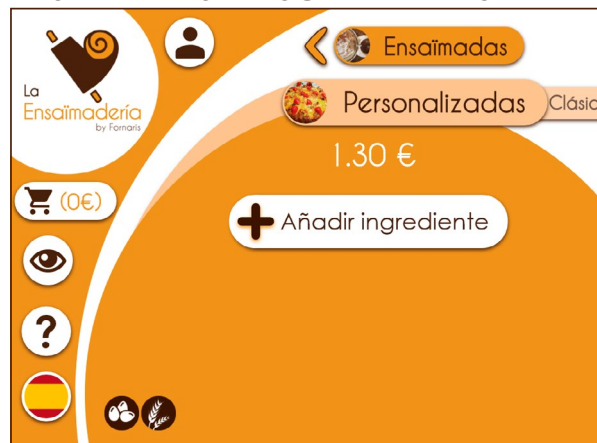 La
Ensaïmadería
by Fornaris
Ensaïmadas
Personalizadas
1.30 €
(0€)
Añadir ingrediente
?